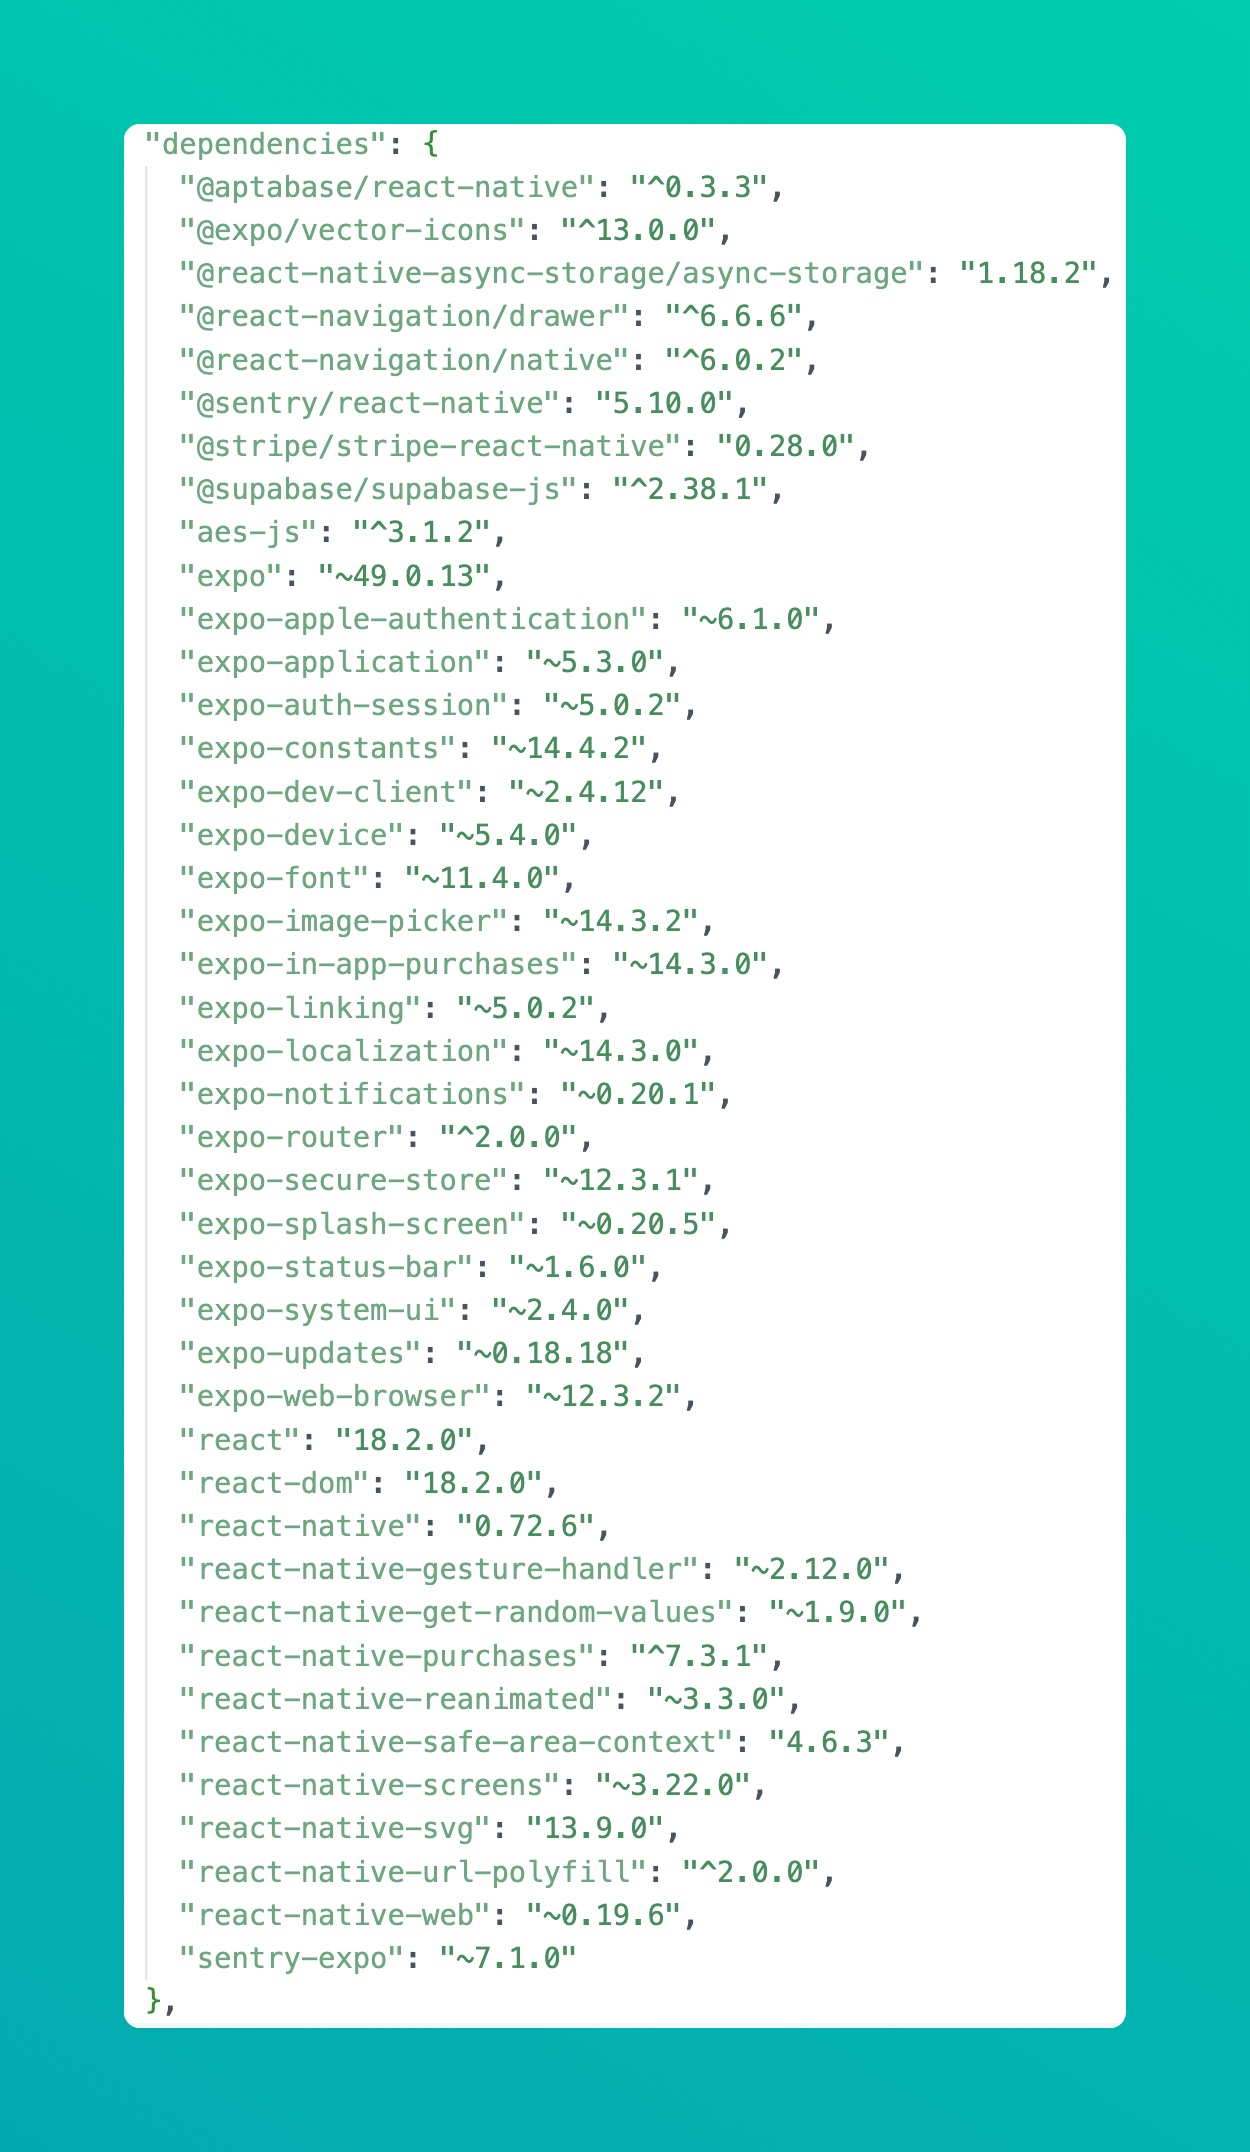 "dependencies": {
"@aptabase/react-native": "^0.3.3",
"@expo/vector-icons": "^13.0.0",
"@react-native-async-storage/async-storage": "1.18.2",
"@react-navigation/drawer": "^6.6.6",
"@react-navigation/native": "^6.0.2",
"@sentry/react-native": "5.10.0",
"@stripe/stripe-react-native": "0.28.0",
"@supabase/supabase-js": "^2.38.1",
"aes-js": "^3.1.2",
"expo": "~49.0.13",
"expo-apple-authentication": "~6.1.0",
"expo-application": "~5.3.0",
"expo-auth-session": "~5.0.2",
"expo-constants": "~14.4.2",
"expo-dev-client": "~2.4.12",
"expo-device": "~5.4.0",
"expo-font": "~11.4.0",
"expo-image-picker": "~14.3.2",
"expo-in-app-purchases": "~14.3.0",
"expo-linking": "~5.0.2",
"expo-localization": "~14.3.0",
"expo-notifications": "~0.20.1",
"expo-router": "^2.0.0",
"expo-secure-store": "~12.3.1",
"expo-splash-screen": "~0.20.5",
"expo-status-bar": "~1.6.0",
"expo-system-ui": "~2.4.0",
"expo-updates": "~0.18.18",
"expo-web-browser": "~12.3.2",
"react": "18.2.0",
"react-dom": "18.2.0",
"react-native": "0.72.6",
"react-native-gesture-handler": "~2.12.0",
"react-native-get-random-values": "~1.9.0",
"react-native-purchases": "^7.3.1",
"react-native-reanimated": "~3.3.0",
"react-native-safe-area-context": "4.6.3",
"react-native-screens": "~3.22.0",
"react-native-svg": "13.9.0",
"react-native-url-polyfill": "^2.0.0",
"react-native-web": "~0.19.6",
"sentry-expo": "~7.1.0"
},